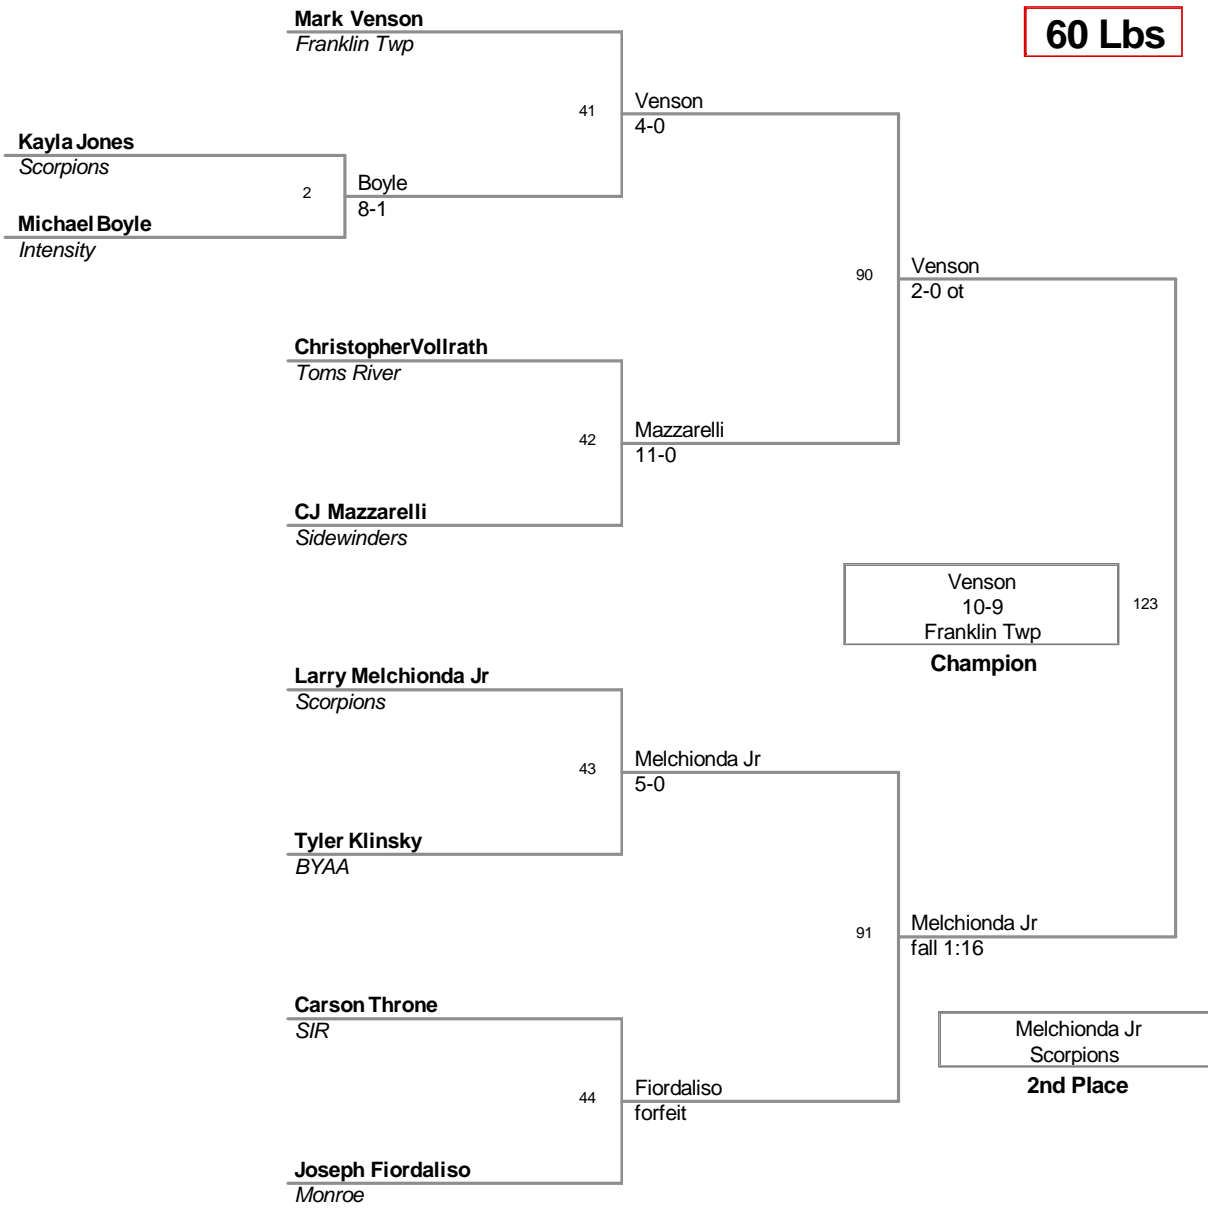 Mark Venson
Franklin Twp
60 Lbs
41
Venson
4-0
Kayla Jones
Scorpions
2
Boyle
8-1
Michael Boyle
Intensity
90
Venson
2-0 ot
ChristopherVollrath
Toms River
42
Mazzarelli
11-0
CJ Mazzarelli
Sidewinders
Venson
10-9
Franklin Twp
123
Champion
Larry Melchionda Jr
Scorpions
43
Melchionda Jr
5-0
Tyler Klinsky
BYAA
91
Melchionda Jr
fall 1:16
Carson Throne
SIR
Melchionda Jr
Scorpions
2nd Place
44
Fiordaliso
forfeit
Joseph Fiordaliso
Monroe